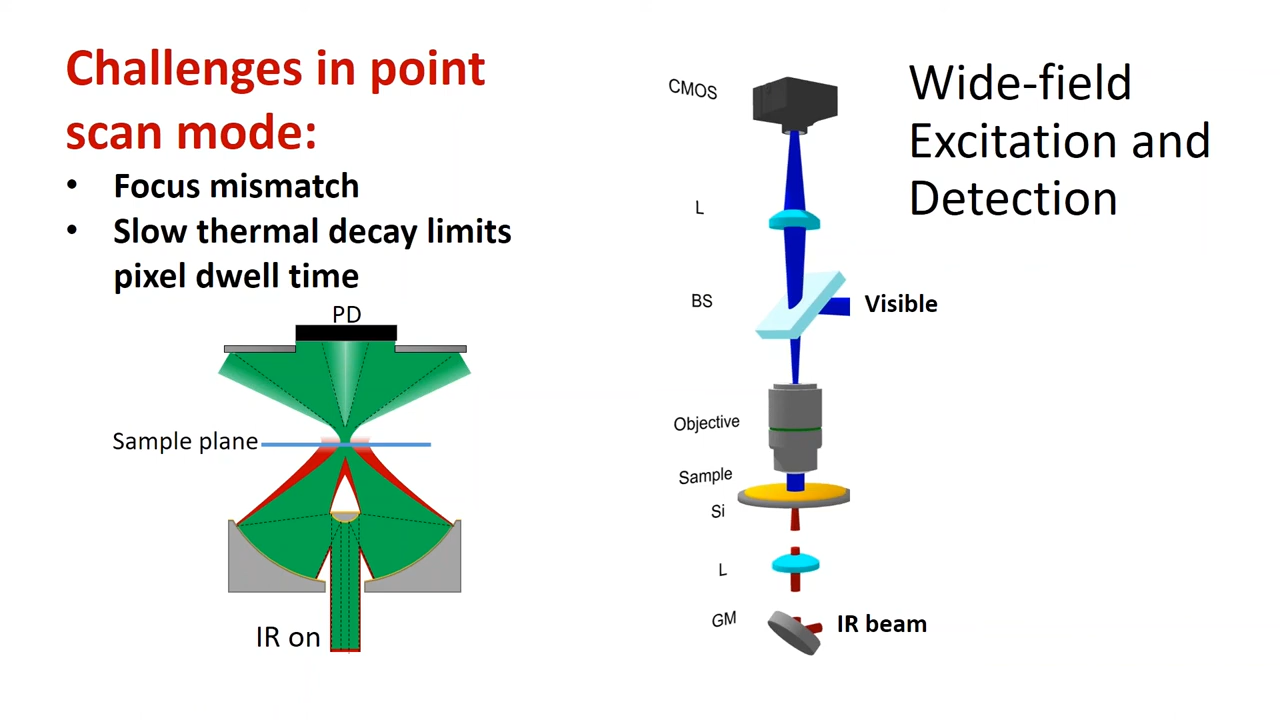 Challenges in point
scan mode:
• Focus mismatch
• Slow thermal decay limits
pixel dwell time
PD
Sample plane
IR on
CMOS
L
BS
Visible
Objective
Sample
Si
L
GM
IR beam
Wide-field
Excitation and
Detection